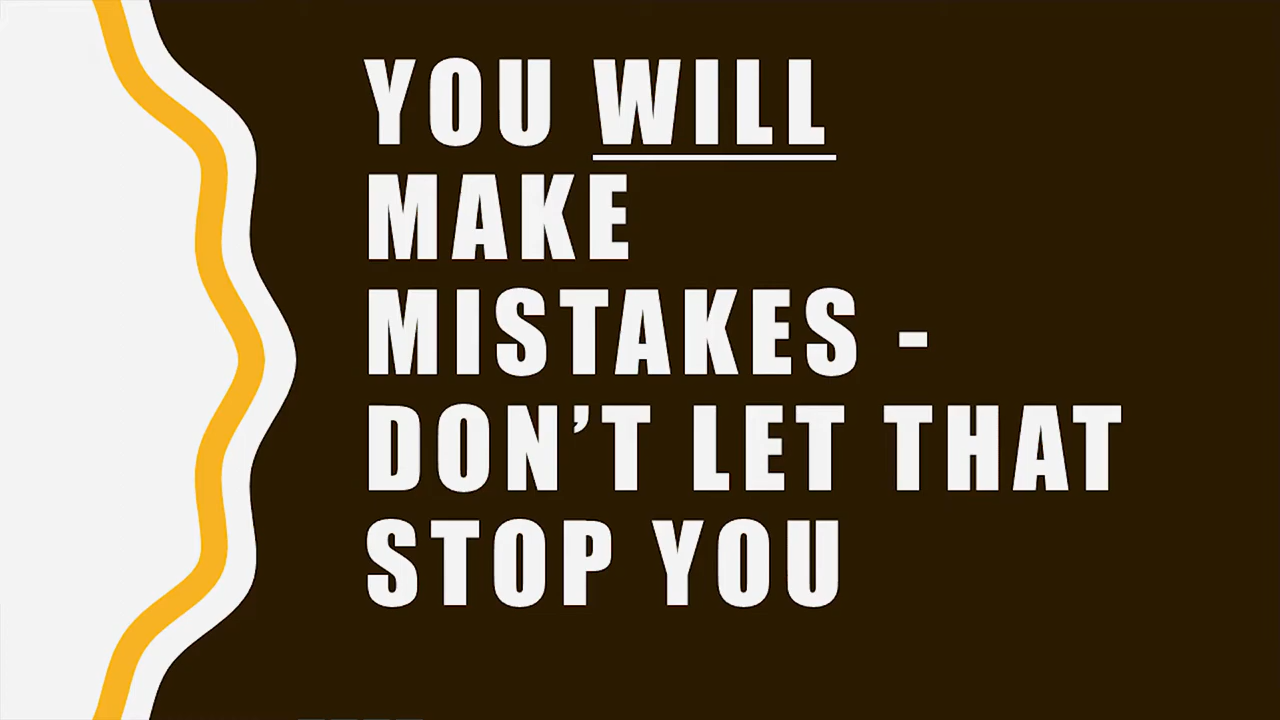 YOU WILL
MAKE
MISTAKES -
DON’T LET THAT
STOP YOU